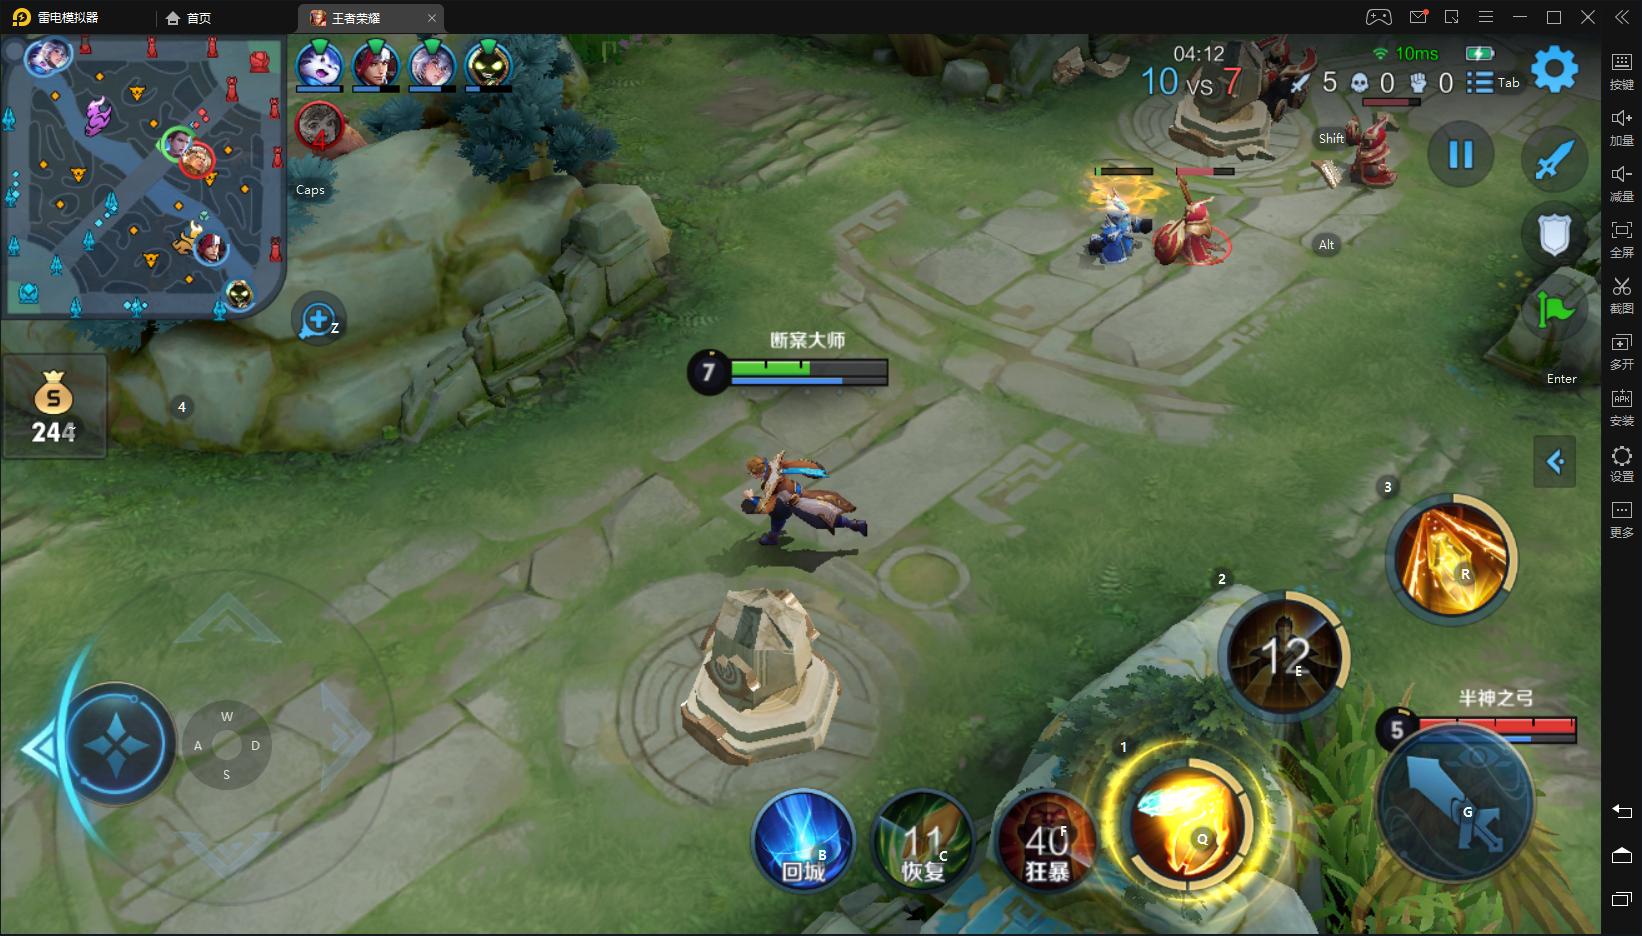 雷电模拟器
首页
王者荣耀
04:12
10 vs 7
5 0 0
10ms
Tab
按键
加量
减量
全屏
截图
多开
APK
安装
设置
更多
Shift
Alt
Enter
4
Caps
Z
S
4
断案大师
7
3
R
2
12
E
半神之弓
5
G
1
Q
W
A D
S
回城
B
11
恢复
C
40
狂暴
F